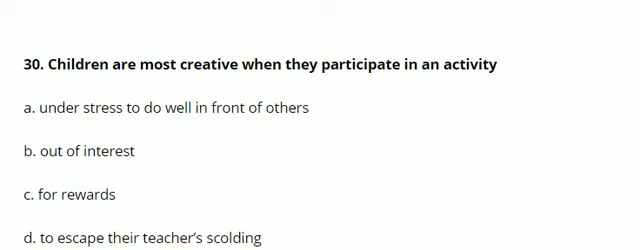 30. Children are most creative when they participate in an activity
a. under stress to do well in front of others
b. out of interest
c. for rewards
d. to escape their teacher's scolding